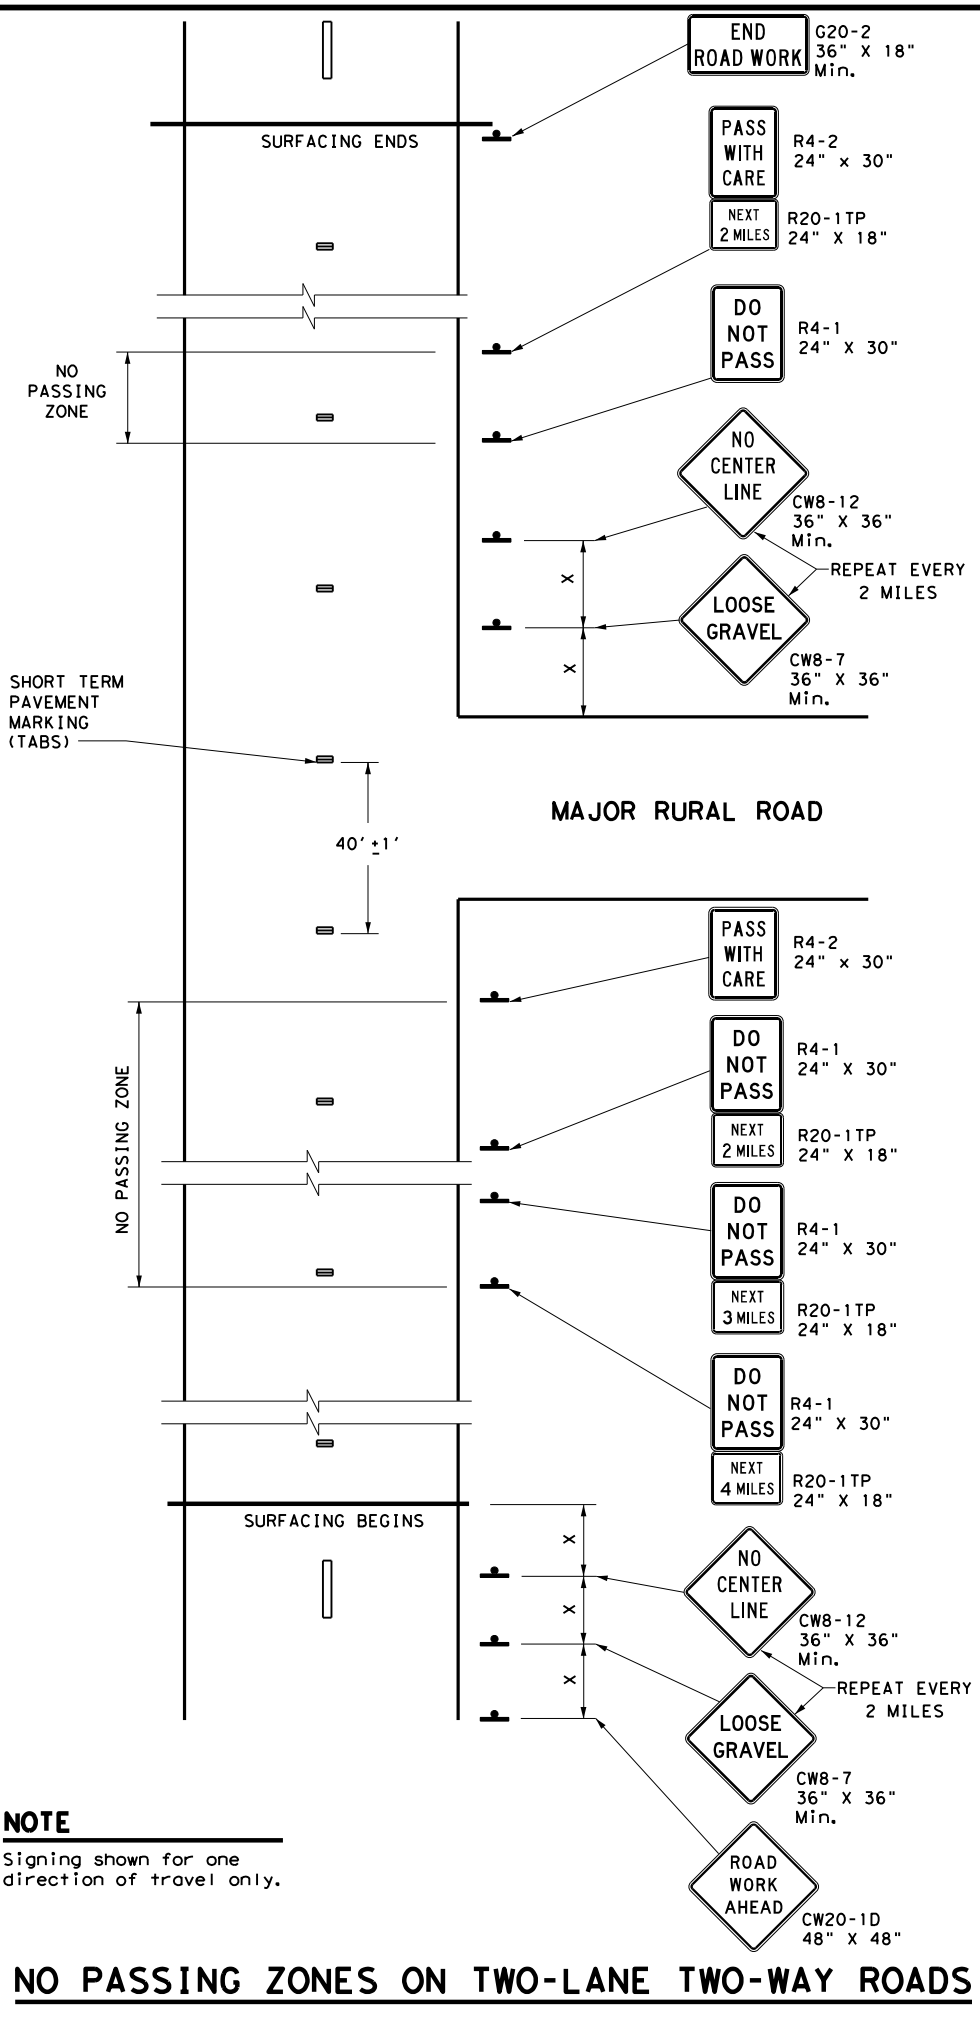 END
ROAD WORK
G20-2
36" X 18"
Min.
SURFACING ENDS
PASS
WITH
CARE
R4-2
24" x 30"
NEXT
2 MILES
R20-1TP
24" X 18"
DO
NOT
PASS
R4-1
24" X 30"
NO
PASSING
ZONE
NO
CENTER
LINE
CW8-12
36" X 36"
Min.
REPEAT EVERY
2 MILES
X
LOOSE
GRAVEL
CW8-7
36" X 36"
Min.
X
SHORT TERM
PAVEMENT
MARKING
(TABS)
MAJOR RURAL ROAD
40' ±1'
PASS
WITH
CARE
R4-2
24" x 30"
DO
NOT
PASS
R4-1
24" X 30"
NEXT
2 MILES
R20-1TP
24" X 18"
NO PASSING ZONE
DO
NOT
PASS
R4-1
24" X 30"
NEXT
3 MILES
R20-1TP
24" X 18"
DO
NOT
PASS
R4-1
24" X 30"
NEXT
4 MILES
R20-1TP
24" X 18"
SURFACING BEGINS
X
NO
CENTER
LINE
CW8-12
36" X 36"
Min.
X
REPEAT EVERY
2 MILES
X
LOOSE
GRAVEL
CW8-7
36" X 36"
Min.
NOTE
Signing shown for one
direction of travel only.
ROAD
WORK
AHEAD
CW20-1D
48" X 48"
NO PASSING ZONES ON TWO-LANE TWO-WAY ROADS